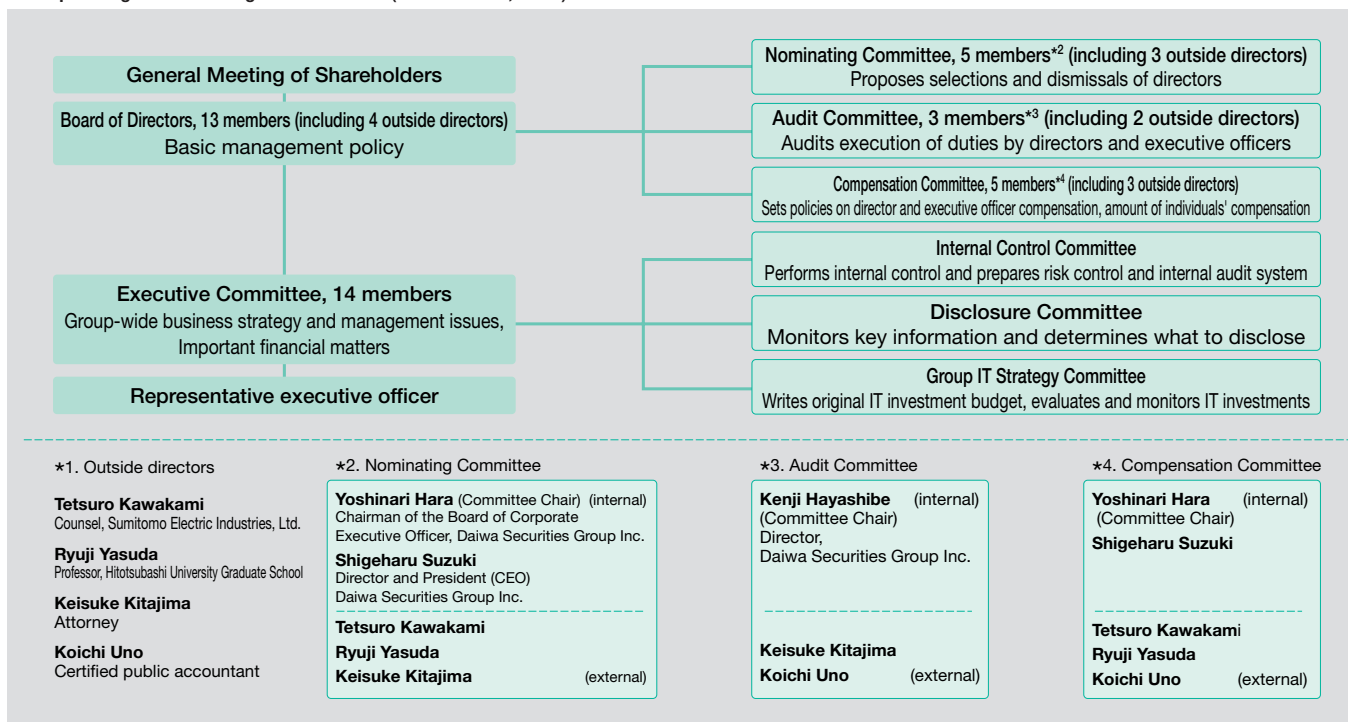 General Meeting of Shareholders
Board of Directors, 13 members (including 4 outside directors)
Basic management policy
Executive Committee, 14 members
Group-wide business strategy and management issues,
Important financial matters
Representative executive officer
Nominating Committee, 5 members*2 (including 3 outside directors)
Proposes selections and dismissals of directors
Audit Committee, 3 members*3 (including 2 outside directors)
Audits execution of duties by directors and executive officers
Compensation Committee, 5 members*4 (including 3 outside directors)
Sets policies on director and executive officer compensation, amount of individuals' compensation
Internal Control Committee
Performs internal control and prepares risk control and internal audit system
Disclosure Committee
Monitors key information and determines what to disclose
Group IT Strategy Committee
Writes original IT investment budget, evaluates and monitors IT investments
*1. Outside directors
Tetsuro Kawakami
Counsel, Sumitomo Electric Industries, Ltd.
Ryuji Yasuda
Professor, Hitotsubashi University Graduate School
Keisuke Kitajima
Attorney
Koichi Uno
Certified public accountant
*2. Nominating Committee
Yoshinari Hara (Committee Chair) (internal)
Chairman of the Board of Corporate
Executive Officer, Daiwa Securities Group Inc.
Shigeharu Suzuki
Director and President (CEO)
Daiwa Securities Group Inc.
Tetsuro Kawakami
Ryuji Yasuda
Keisuke Kitajima (external)
*3. Audit Committee
Kenji Hayashibe (internal)
(Committee Chair)
Director,
Daiwa Securities Group Inc.
Keisuke Kitajima
Koichi Uno (external)
*4. Compensation Committee
Yoshinari Hara (internal)
(Committee Chair)
Shigeharu Suzuki
Tetsuro Kawakami
Ryuji Yasuda
Koichi Uno (external)